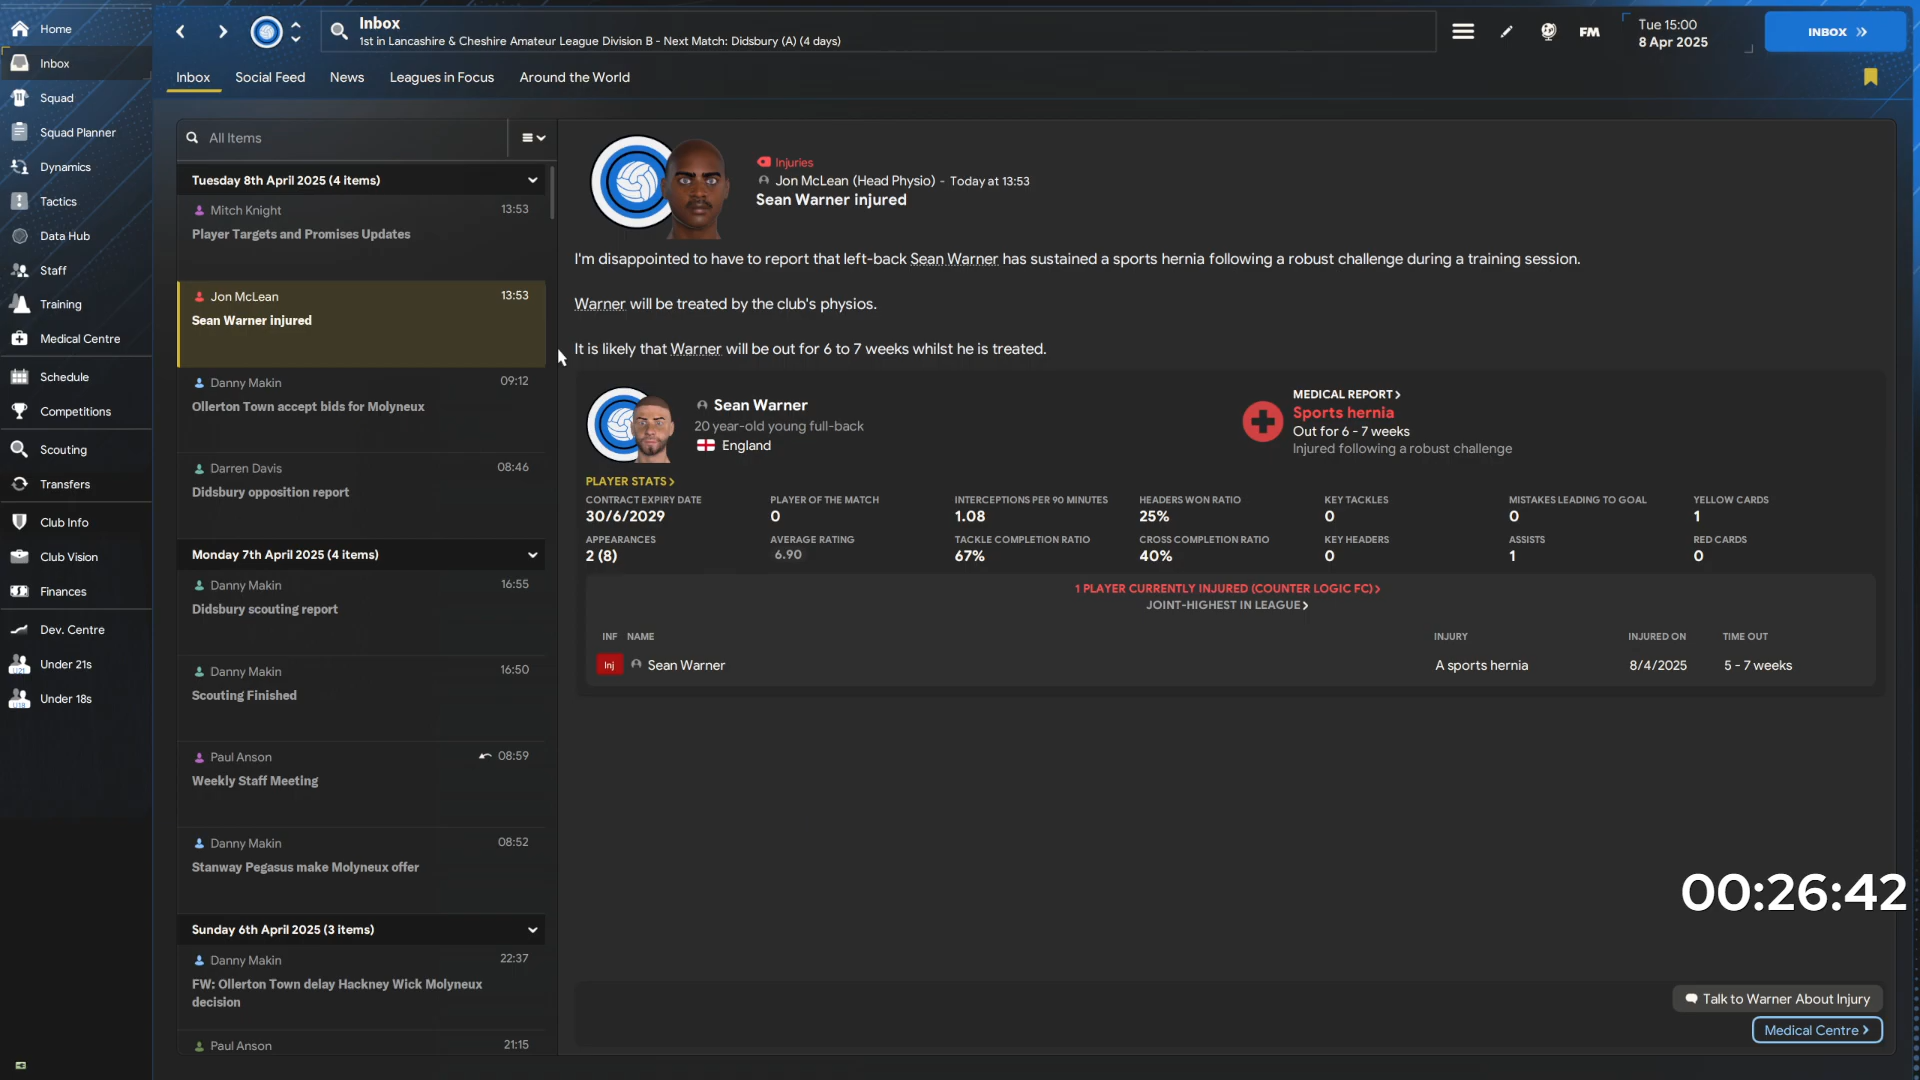 Home
Inbox
Squad
Squad Planner
Dynamics
Tactics
Data Hub
Staff
Training
Medical Centre
Schedule
Competitions
Scouting
Transfers
Club Info
Club Vision
Finances
Dev. Centre
U21
Under 21s
U18
Under 18s
Inbox
1st in Lancashire & Cheshire Amateur League Division B - Next Match: Didsbury (A) (4 days)
FM
Tue 15:00
8 Apr 2025
INBOX
Inbox
Social Feed
News
Leagues in Focus
Around the World
All Items
Tuesday 8th April 2025 (4 items)
Mitch Knight 13:53
Player Targets and Promises Updates
Jon McLean 13:53
Sean Warner injured
Danny Makin 09:12
Ollerton Town accept bids for Molyneux
Darren Davis 08:46
Didsbury opposition report
Monday 7th April 2025 (4 items)
Danny Makin 16:55
Didsbury scouting report
Danny Makin 16:50
Scouting Finished
Paul Anson 08:59
Weekly Staff Meeting
Danny Makin 08:52
Stanway Pegasus make Molyneux offer
Sunday 6th April 2025 (3 items)
Danny Makin 22:37
FW: Ollerton Town delay Hackney Wick Molyneux
decision
Paul Anson 21:15
Injuries
Jon McLean (Head Physio) - Today at 13:53
Sean Warner injured
I'm disappointed to have to report that left-back Sean Warner has sustained a sports hernia following a robust challenge during a training session.
Warner will be treated by the club's physios.
It is likely that Warner will be out for 6 to 7 weeks whilst he is treated.
Sean Warner
20 year-old young full-back
England
MEDICAL REPORT
Sports hernia
Out for 6 - 7 weeks
Injured following a robust challenge
PLAYER STATS
CONTRACT EXPIRY DATE PLAYER OF THE MATCH INTERCEPTIONS PER 90 MINUTES HEADERS WON RATIO KEY TACKLES MISTAKES LEADING TO GOAL YELLOW CARDS
30/6/2029 0 1.08 25% 0 0 1
APPEARANCES AVERAGE RATING TACKLE COMPLETION RATIO CROSS COMPLETION RATIO KEY HEADERS ASSISTS RED CARDS
2 (8) 6.90 67% 40% 0 1 0
1 PLAYER CURRENTLY INJURED (COUNTER LOGIC FC)
JOINT-HIGHEST IN LEAGUE
INF NAME INJURY INJURED ON TIME OUT
Inj Sean Warner A sports hernia 8/4/2025 5 - 7 weeks
00:26:42
Talk to Warner About Injury
Medical Centre